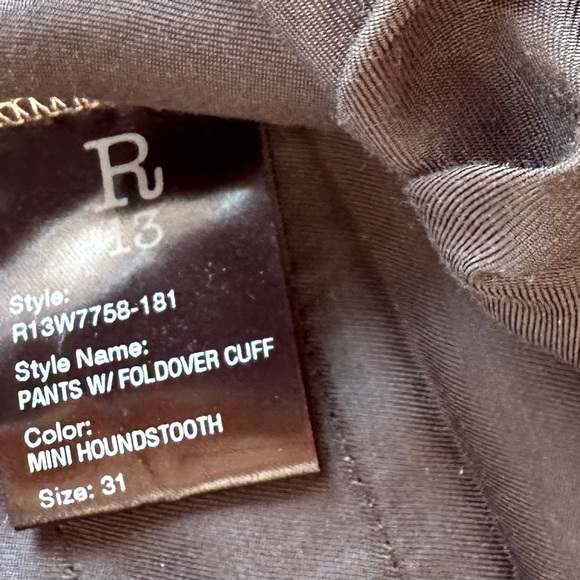 R
13
Style:
R13W7758-181
Style Name:
PANTS W/ FOLDOVER CUFF
Color:
MINI HOUNDSTOOTH
Size: 31